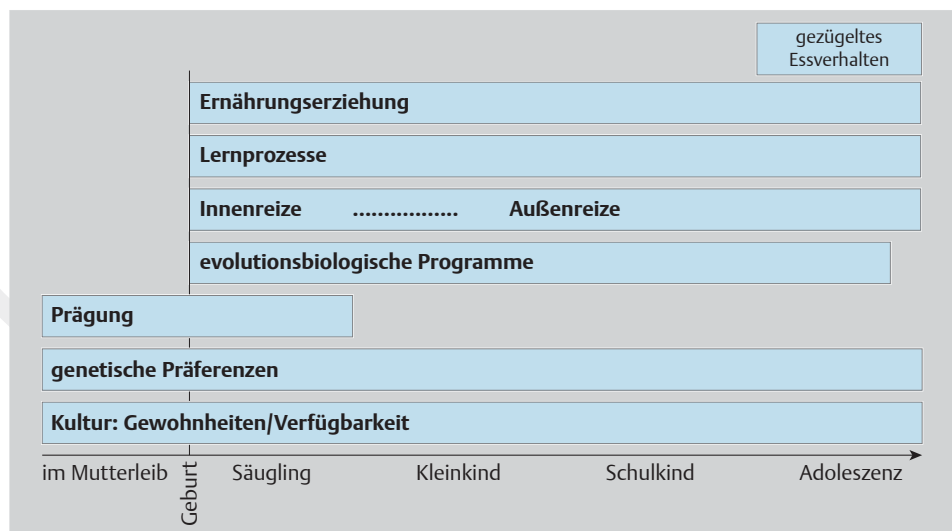 gezügeltes
Essverhalten
Ernährungserziehung
Lernprozesse
Innenreize ................. Außenreize
evolutionsbiologische Programme
Prägung
genetische Präferenzen
Kultur: Gewohnheiten/Verfügbarkeit
im Mutterleib Geburt Säugling Kleinkind Schulkind Adoleszenz